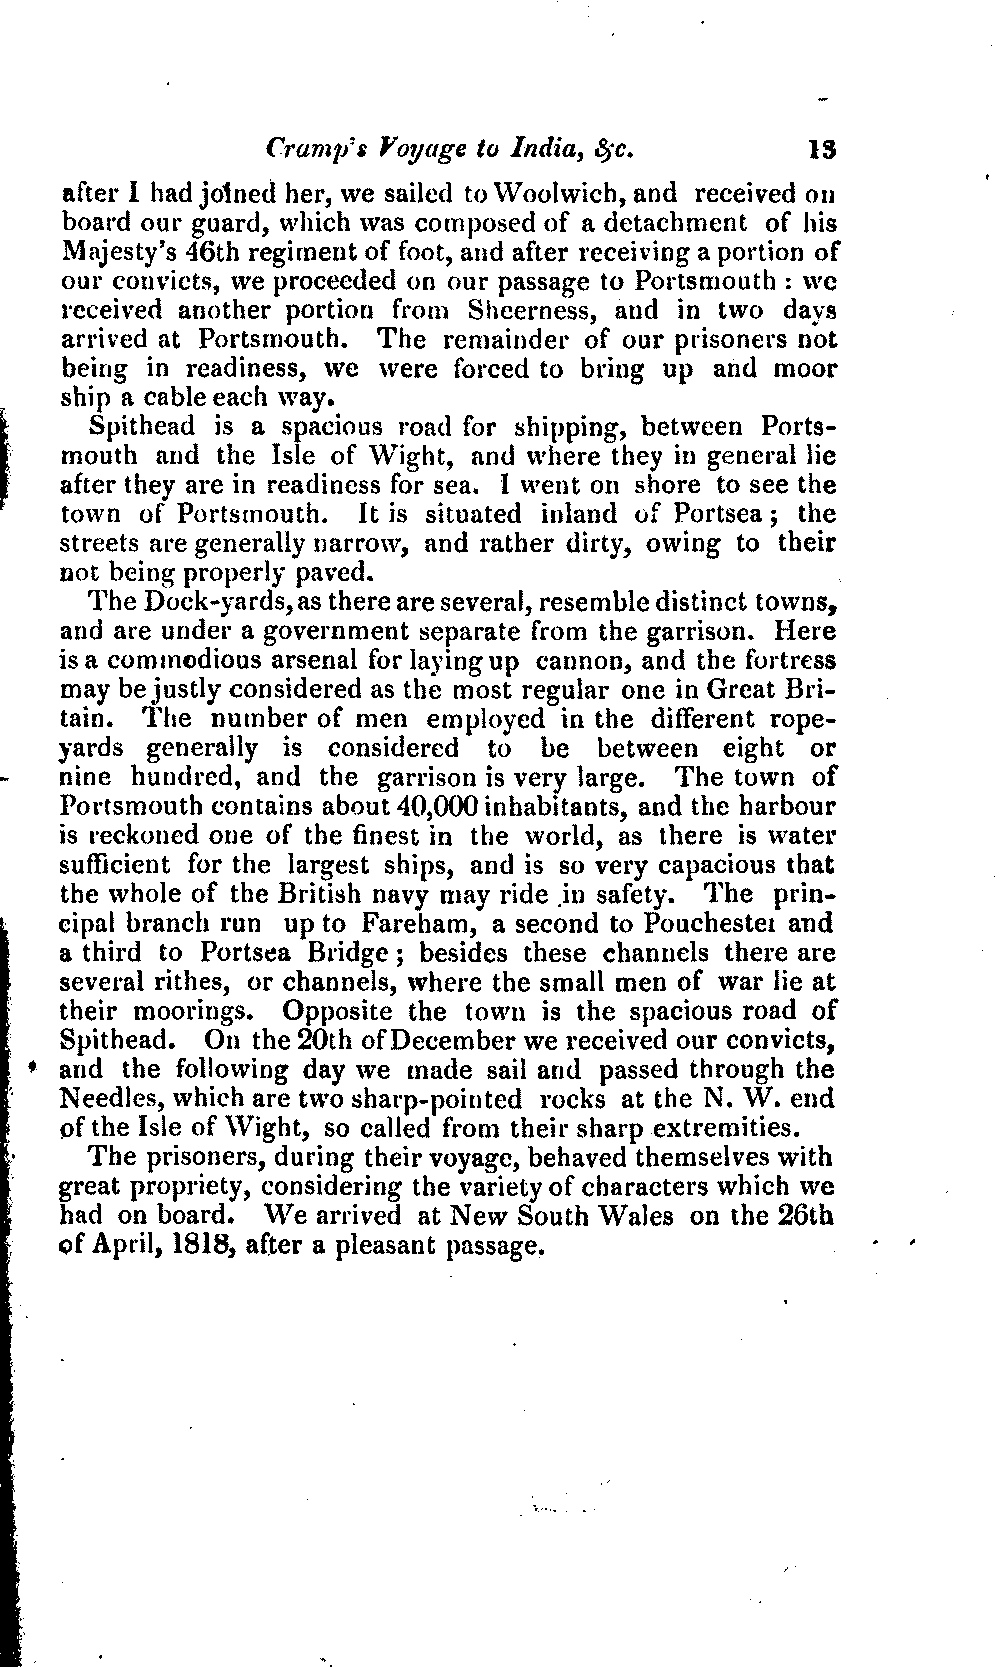 Cramp's Voyage to India, &c. 13
after I had joined her, we sailed to Woolwich, and received on
board our guard, which was composed of a detachment of his
Majesty's 46th regiment of foot, and after receiving a portion of
our convicts, we proceeded on our passage to Portsmouth : we
received another portion from Sheerness, and in two days
arrived at Portsmouth. The remainder of our prisoners not
being in readiness, we were forced to bring up and moor
ship a cable each way.
Spithead is a spacious road for shipping, between Ports-
mouth and the Isle of Wight, and where they in general lie
after they are in readiness for sea. I went on shore to see the
town of Portsmouth. It is situated inland of Portsea; the
streets are generally narrow, and rather dirty, owing to their
not being properly paved.
The Dock-yards, as there are several, resemble distinct towns,
and are under a government separate from the garrison. Here
is a commodious arsenal for laying up cannon, and the fortress
may be justly considered as the most regular one in Great Bri-
tain. The number of men employed in the different rope-
yards generally is considered to be between eight or
nine hundred, and the garrison is very large. The town of
Portsmouth contains about 40,000 inhabitants, and the harbour
is reckoned one of the finest in the world, as there is water
sufficient for the largest ships, and is so very capacious that
the whole of the British navy may ride in safety. The prin-
cipal branch run up to Fareham, a second to Pouchester and
a third to Portsea Bridge; besides these channels there are
several rithes, or channels, where the small men of war lie at
their moorings. Opposite the town is the spacious road of
Spithead. On the 20th of December we received our convicts,
and the following day we made sail and passed through the
Needles, which are two sharp-pointed rocks at the N. W. end
of the Isle of Wight, so called from their sharp extremities.
The prisoners, during their voyage, behaved themselves with
great propriety, considering the variety of characters which we
had on board. We arrived at New South Wales on the 26th
of April, 1818, after a pleasant passage.